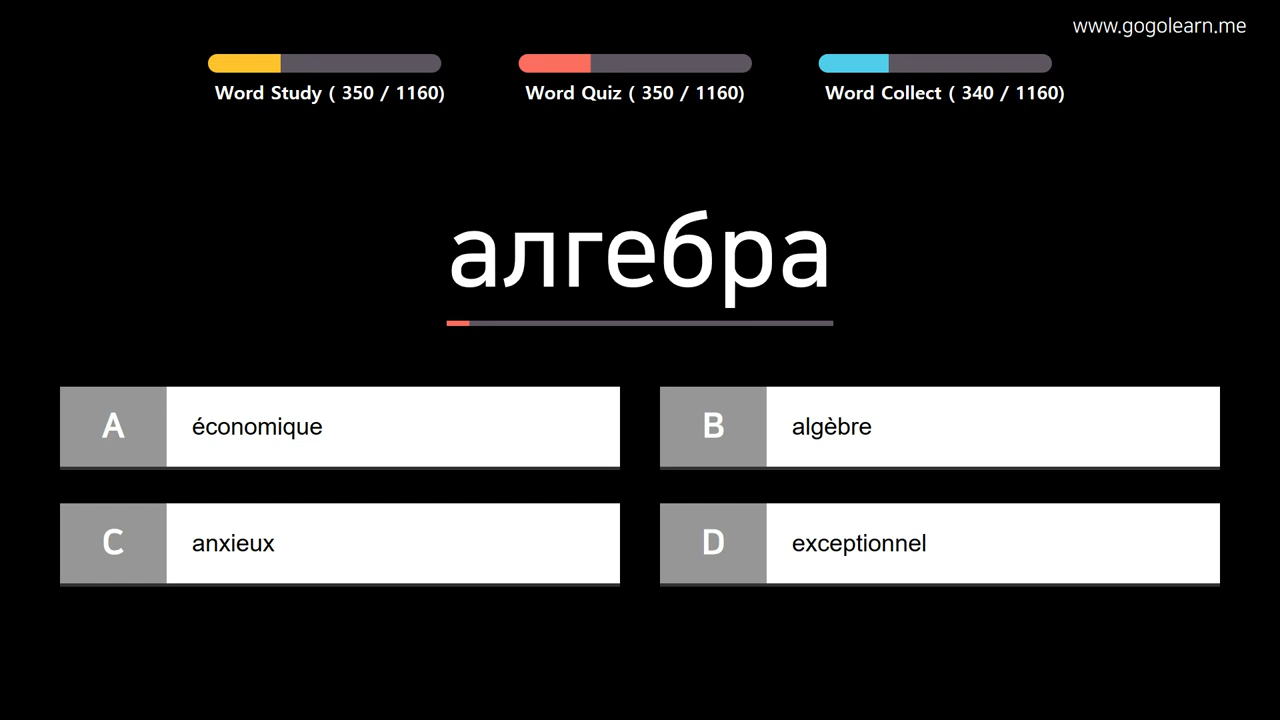 www.gogolearn.me
Word Study ( 350 / 1160)
Word Quiz ( 350 / 1160)
Word Collect ( 340 / 1160)
алгебра
A économique
B algèbre
C anxieux
D exceptionnel